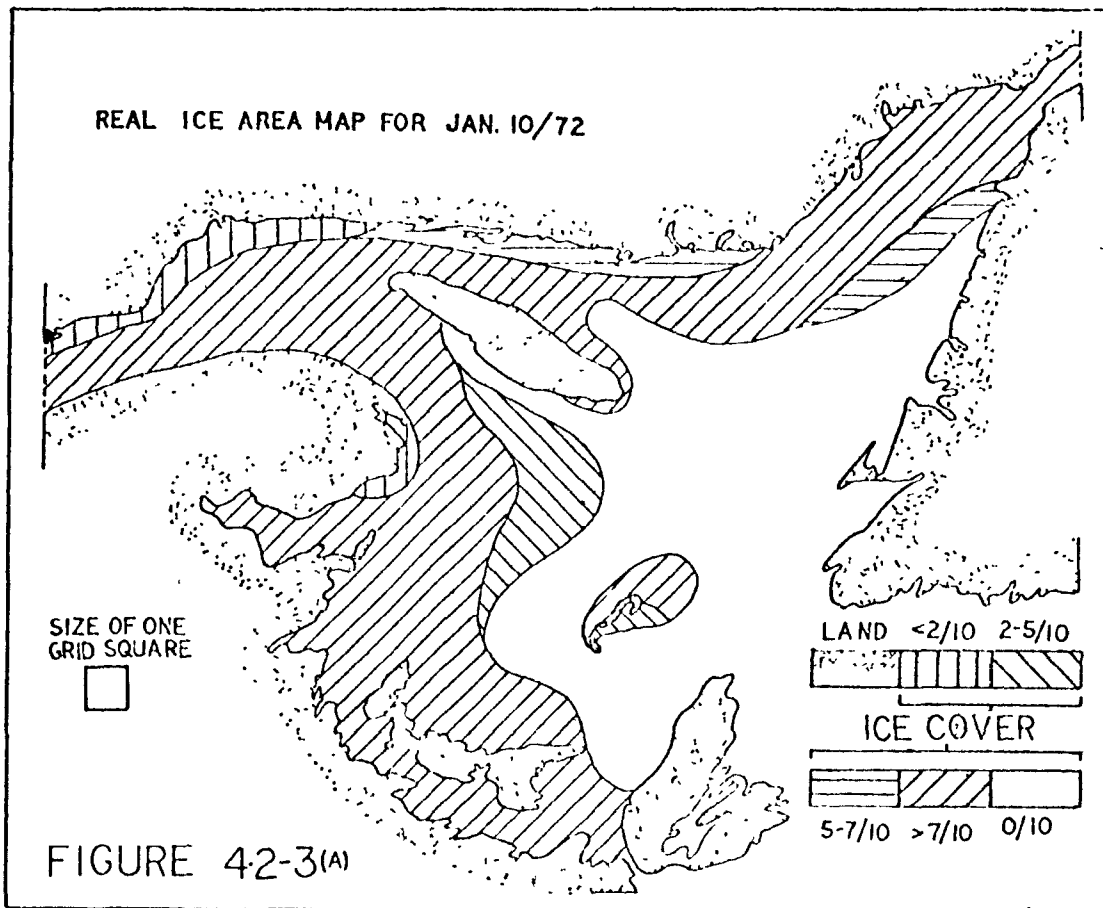 REAL ICE AREA MAP FOR JAN. 10/72
SIZE OF ONE
GRID SQUARE
LAND <2/10 2-5/10
ICE COVER
5-7/10 >7/10 0/10
FIGURE 4·2-3(A)